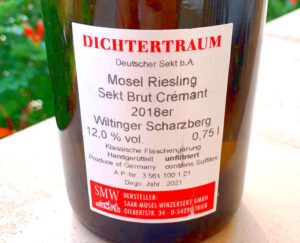 DICHTERTRAUM
Deutscher Sekt b.A.
Mosel Riesling
Sekt Brut Crémant
2018er
Wiltinger Scharzberg
12,0 % vol. 0,75 l
Klassische Flaschengärung
Handgerüttelt unfiltriert
Produce of Germany contains Sulfites
A.P-Nr. 3 561 100 1 21
Dego. Jahr .2021
SMW
HERSTELLER:
SAAR-MOSEL-WINZERSEKT GMBH
GILBERTSTR. 34 - D-54290 TRIER